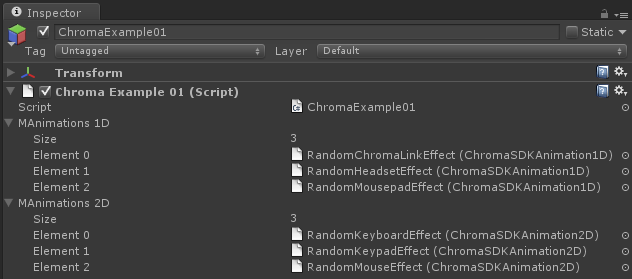 Inspector
ChromaExample01 Static
Tag Untagged Layer Default
Transform
Chroma Example 01 (Script)
Script ChromaExample01
MAnimations 1D
Size 3
Element 0 RandomChromaLinkEffect (ChromaSDKAnimation1D)
Element 1 RandomHeadsetEffect (ChromaSDKAnimation1D)
Element 2 RandomMousepadEffect (ChromaSDKAnimation1D)
MAnimations 2D
Size 3
Element 0 RandomKeyboardEffect (ChromaSDKAnimation2D)
Element 1 RandomKeypadEffect (ChromaSDKAnimation2D)
Element 2 RandomMouseEffect (ChromaSDKAnimation2D)